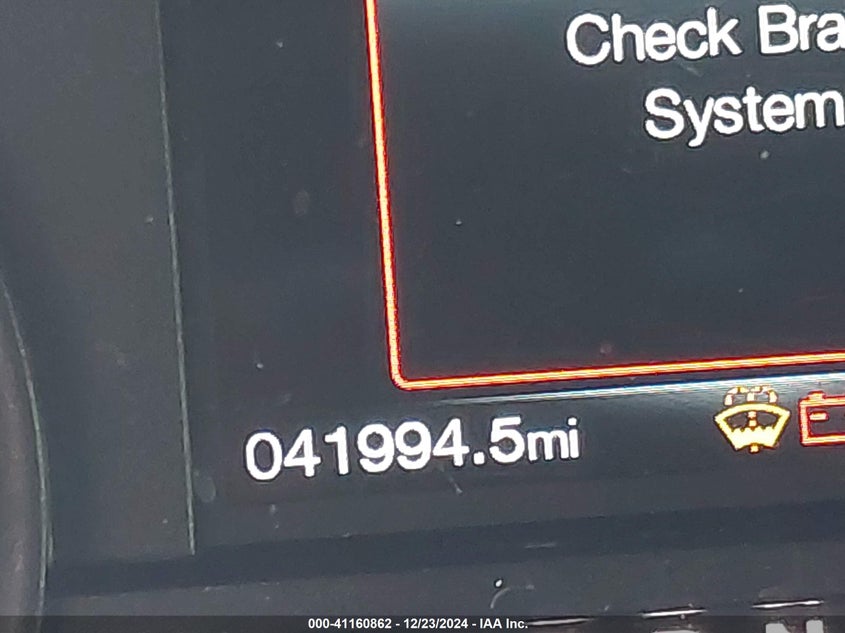 Check Bra
System
041994.5mi
000-41160862 - 12/23/2024 - IAA Inc.